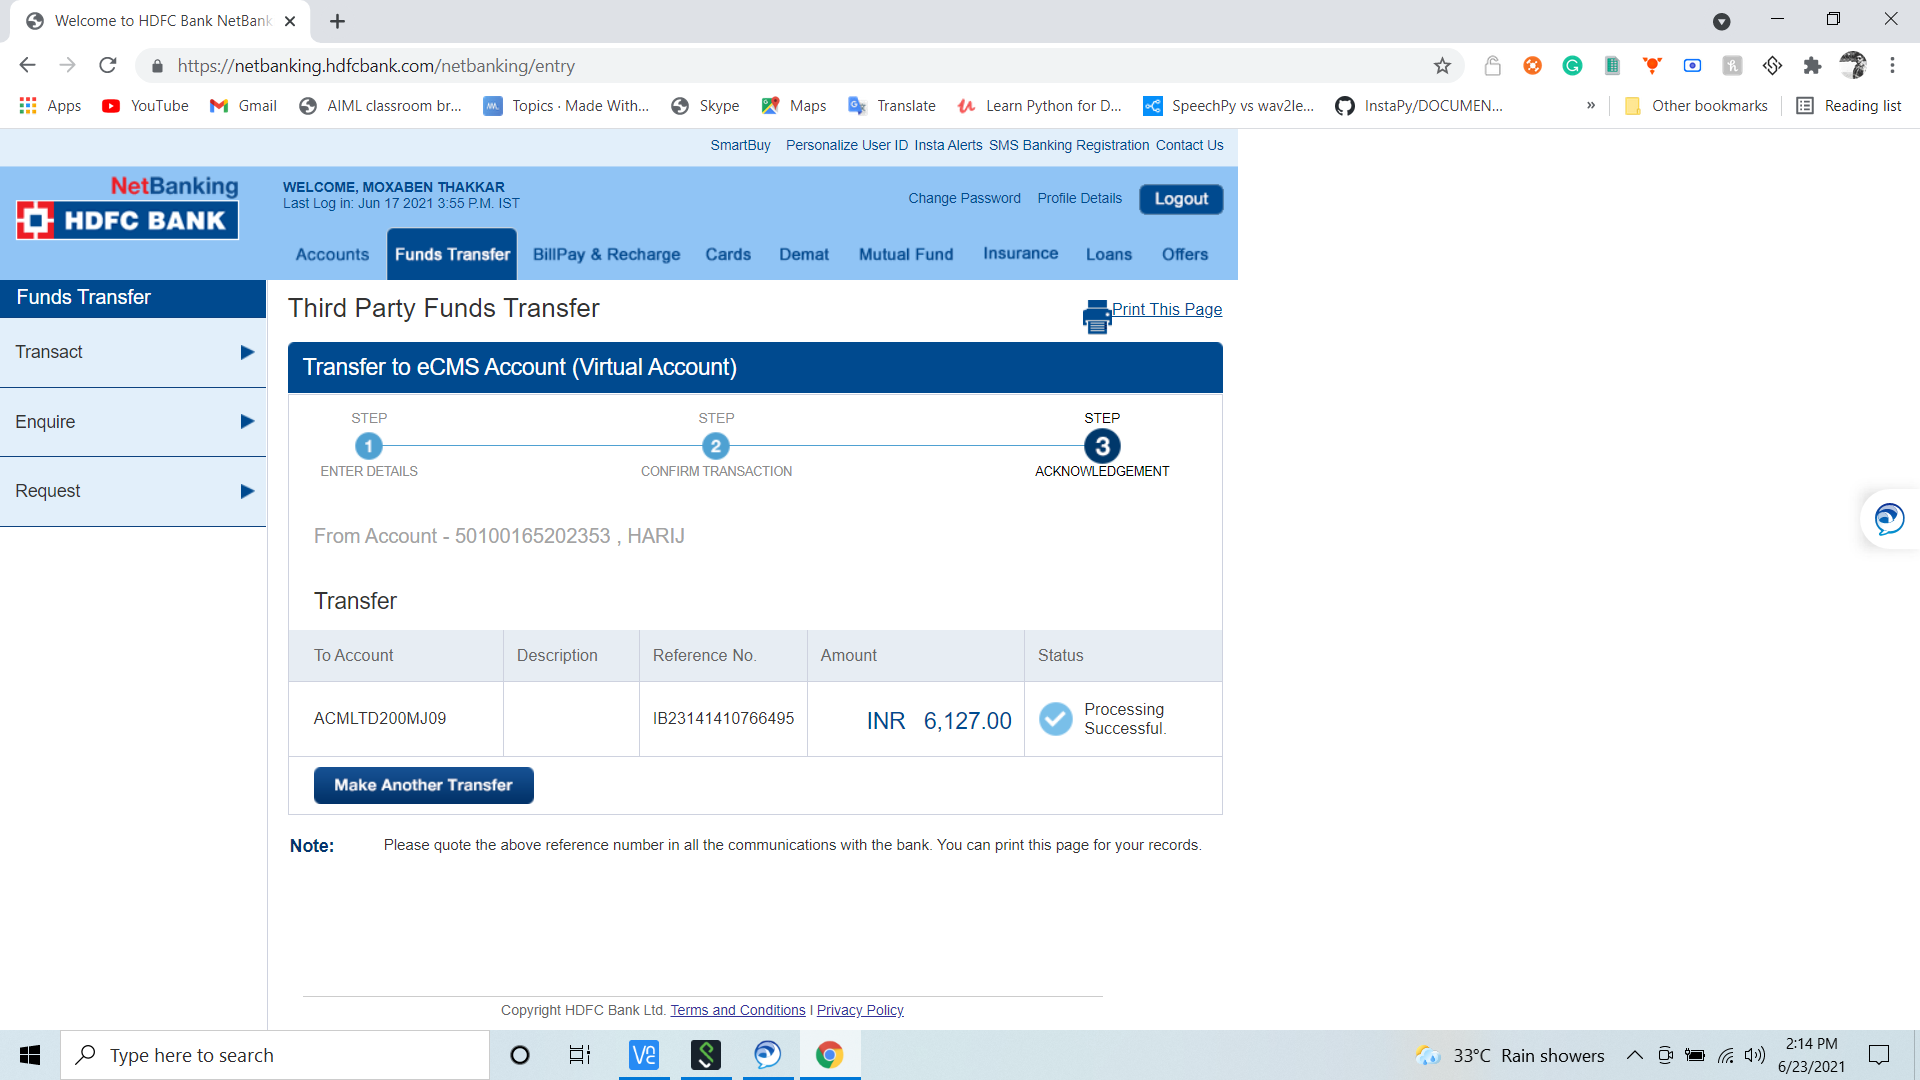 Welcome to HDFC Bank NetBank
https://netbanking.hdfcbank.com/netbanking/entry
Apps YouTube Gmail AIML classroom br... Topics · Made With... Skype Maps Translate Learn Python for D... SpeechPy vs wav2le... InstaPy/DOCUMEN... » Other bookmarks Reading list
SmartBuy Personalize User ID Insta Alerts SMS Banking Registration Contact Us
NetBanking
HDFC BANK
WELCOME, MOXABEN THAKKAR
Last Log in: Jun 17 2021 3:55 P.M. IST
Change Password Profile Details Logout
Accounts Funds Transfer BillPay & Recharge Cards Demat Mutual Fund Insurance Loans Offers
Funds Transfer
Transact
Enquire
Request
Third Party Funds Transfer
Print This Page
Transfer to eCMS Account (Virtual Account)
STEP STEP STEP
1 2 3
ENTER DETAILS CONFIRM TRANSACTION ACKNOWLEDGEMENT
From Account - 50100165202353 , HARIJ
Transfer
To Account Description Reference No. Amount Status
ACMLTD200MJ09 IB23141410766495 INR 6,127.00 Processing
Successful.
Make Another Transfer
Note: Please quote the above reference number in all the communications with the bank. You can print this page for your records.
Copyright HDFC Bank Ltd. Terms and Conditions I Privacy Policy
Type here to search
33°C Rain showers
2:14 PM
6/23/2021